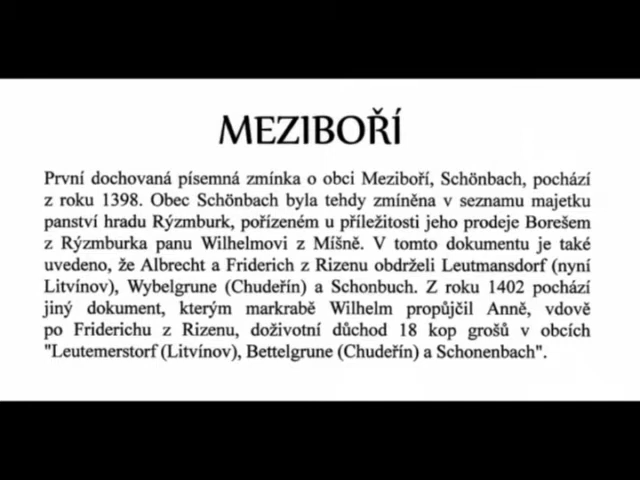 MEZIBOŘÍ
První dochovaná písemná zmínka o obci Meziboří, Schönbach, pochází
z roku 1398. Obec Schönbach byla tehdy zmíněna v seznamu majetku
panství hradu Rýzmburk, pořízeném u příležitosti jeho prodeje Borešem
z Rýzmburka panu Wilhelmovi z Míšně. V tomto dokumentu je také
uvedeno, že Albrecht a Friderich z Rizenu obdrželi Leutmansdorf (nyní
Litvínov), Wybelgrune (Chudeřín) a Schonbuch. Z roku 1402 pochází
jiný dokument, kterým markrabě Wilhelm propůjčil Anně, vdově
po Friderichu z Rizenu, doživotní důchod 18 kop grošů v obcích
"Leutemerstorf (Litvínov), Bettelgrune (Chudeřín) a Schonenbach".